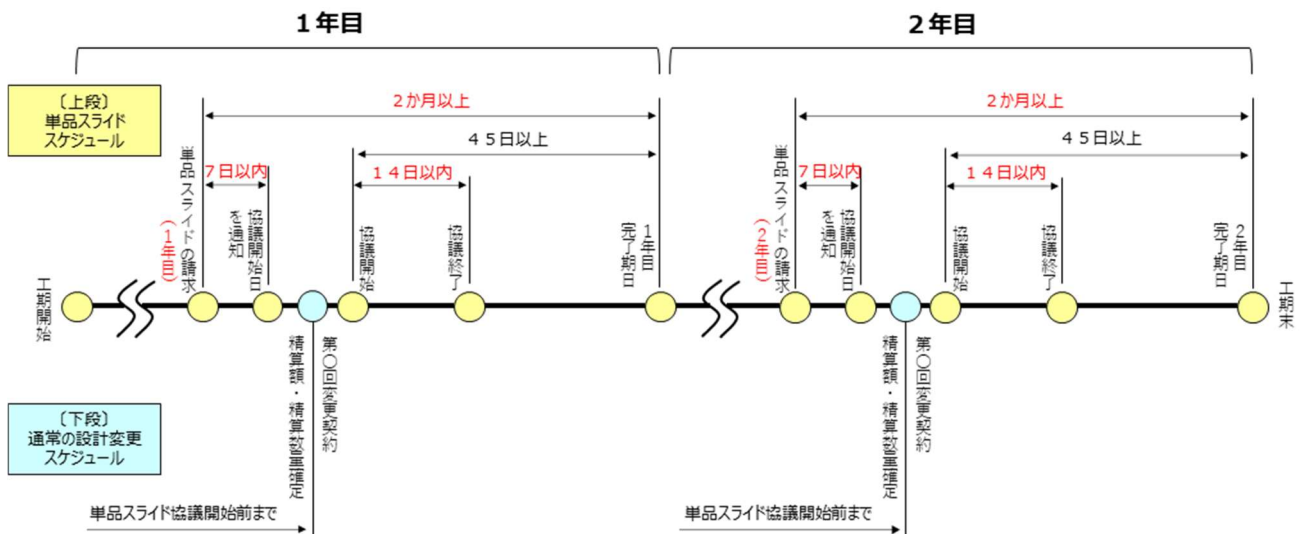 1年目
2年目
〔上段〕
単品スライド
スケジュール
2か月以上
45日以上
7日以内
14日以内
工期開始
単品スライドの請求
(1年目)
協議開始日
を通知
協議開始
協議終了
1年目
完了期日
2か月以上
45日以上
7日以内
14日以内
単品スライドの請求
(2年目)
協議開始日
を通知
協議開始
協議終了
2年目
完了期日
工期末
〔下段〕
通常の設計変更
スケジュール
第〇回変更契約
精算額・精算数量確定
単品スライド協議開始前まで
第〇回変更契約
精算額・精算数量確定
単品スライド協議開始前まで